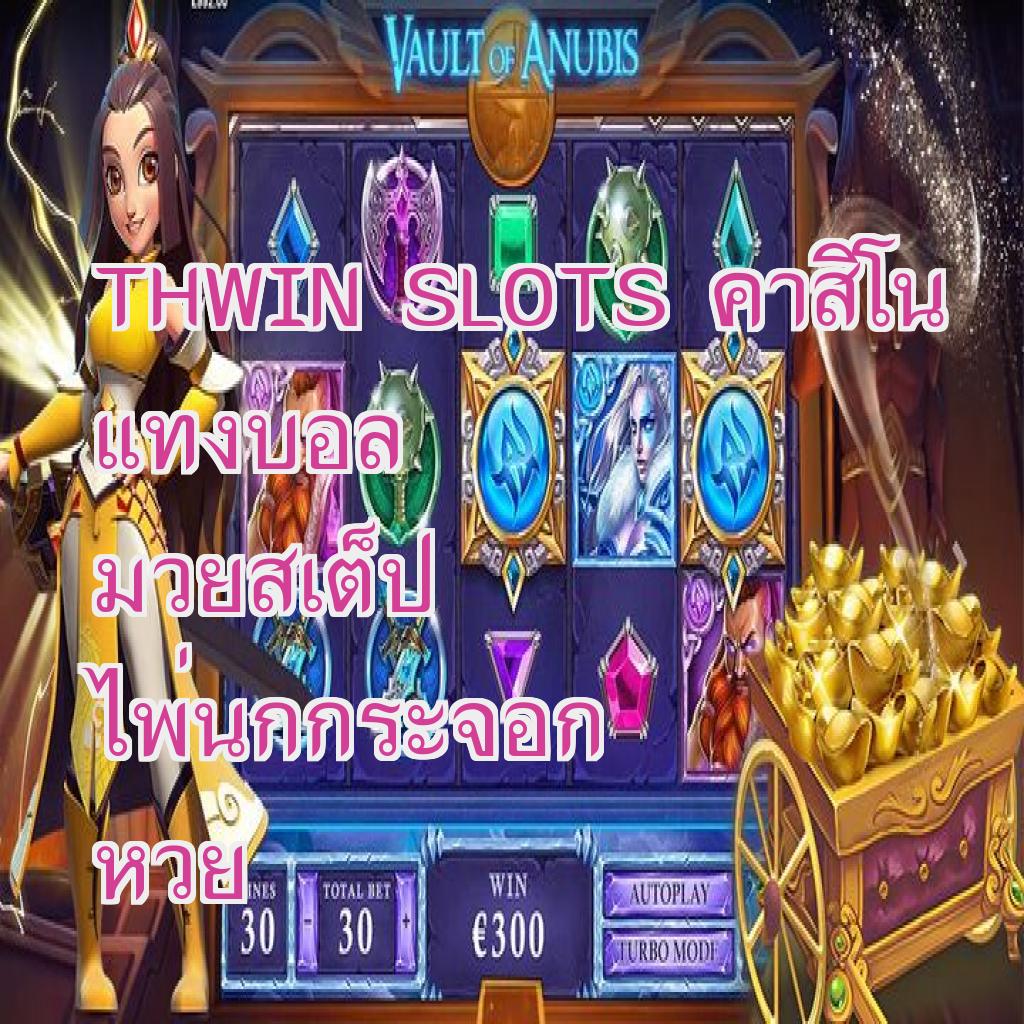 VAULT OF ANUBIS
THWIN SLOTS คาสิโน
แทงบอล
มวยสเต็ป
ไพ่นกกระจอก
หวย
TOTAL BET
30
30
WIN
€300
-
+
AUTOPLAY
TURBO MODE